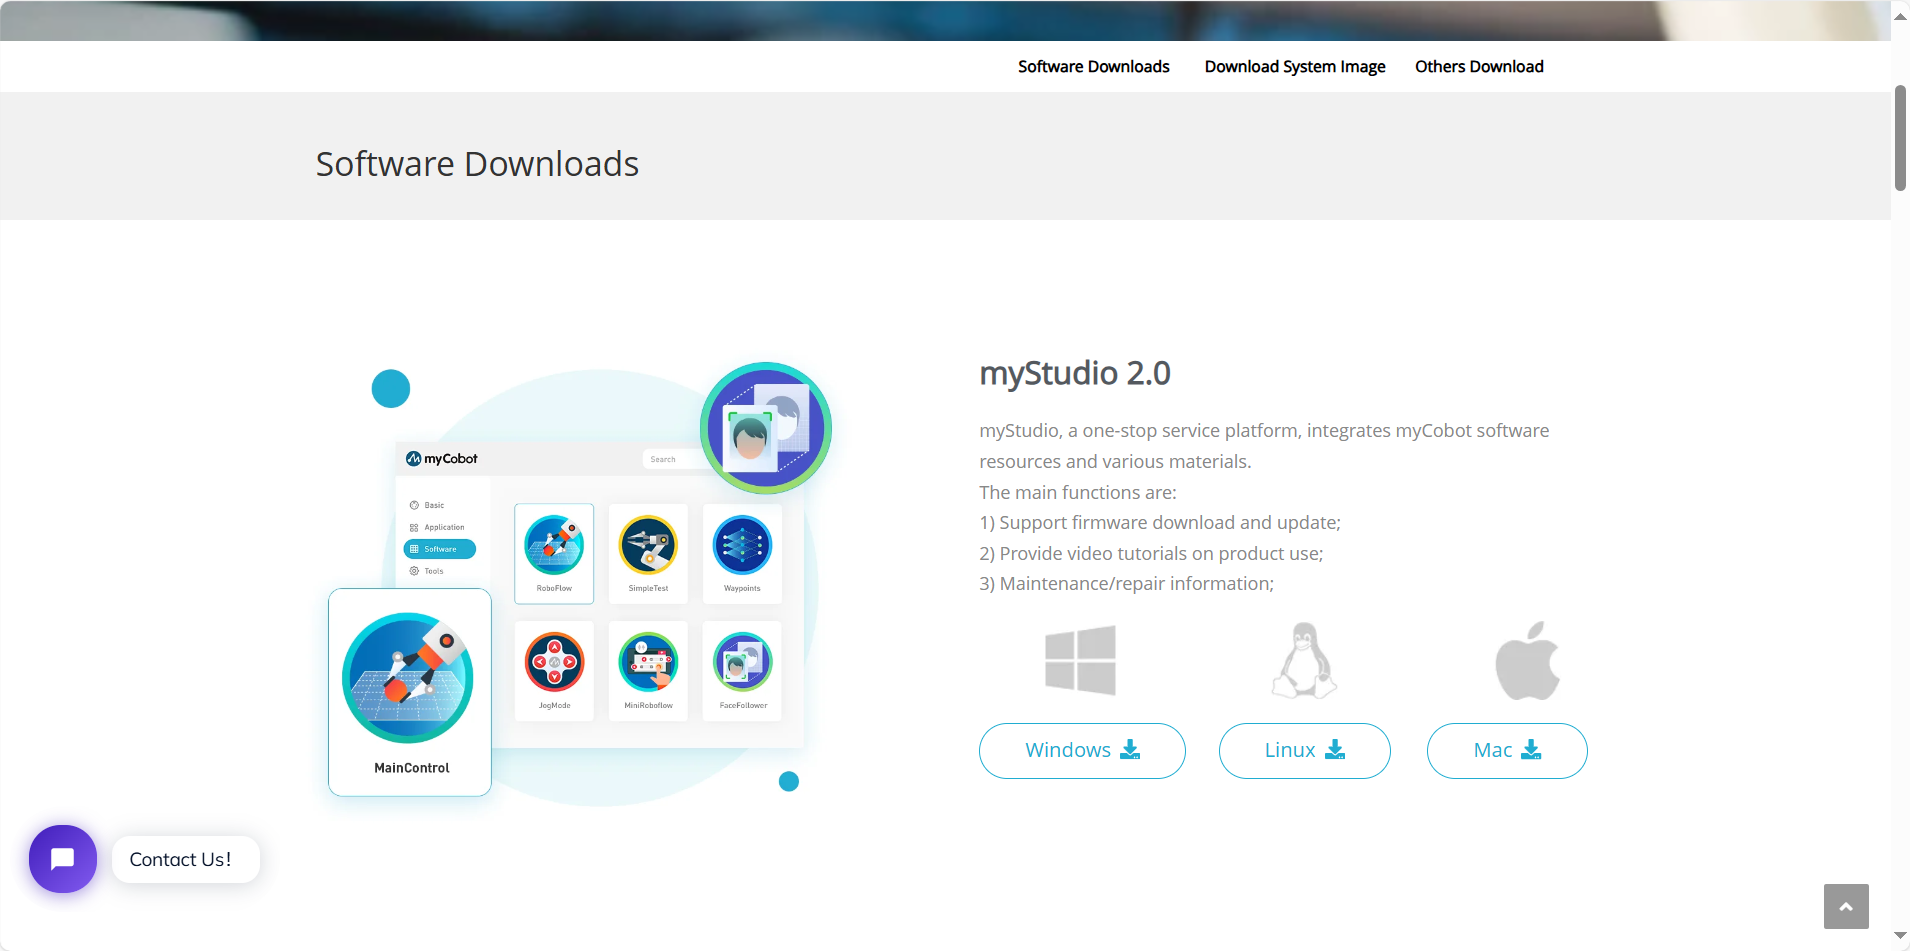 Software Downloads
Download System Image
Others Download
Software Downloads
myCobot
Search
Basic
Application
Software
Tools
RoboFlow
SimpleTest
Waypoints
JogMode
MiniRoboflow
FaceFollower
MainControl
myStudio 2.0
myStudio, a one-stop service platform, integrates myCobot software
resources and various materials.
The main functions are:
1) Support firmware download and update;
2) Provide video tutorials on product use;
3) Maintenance/repair information;
Windows
Linux
Mac
Contact Us!